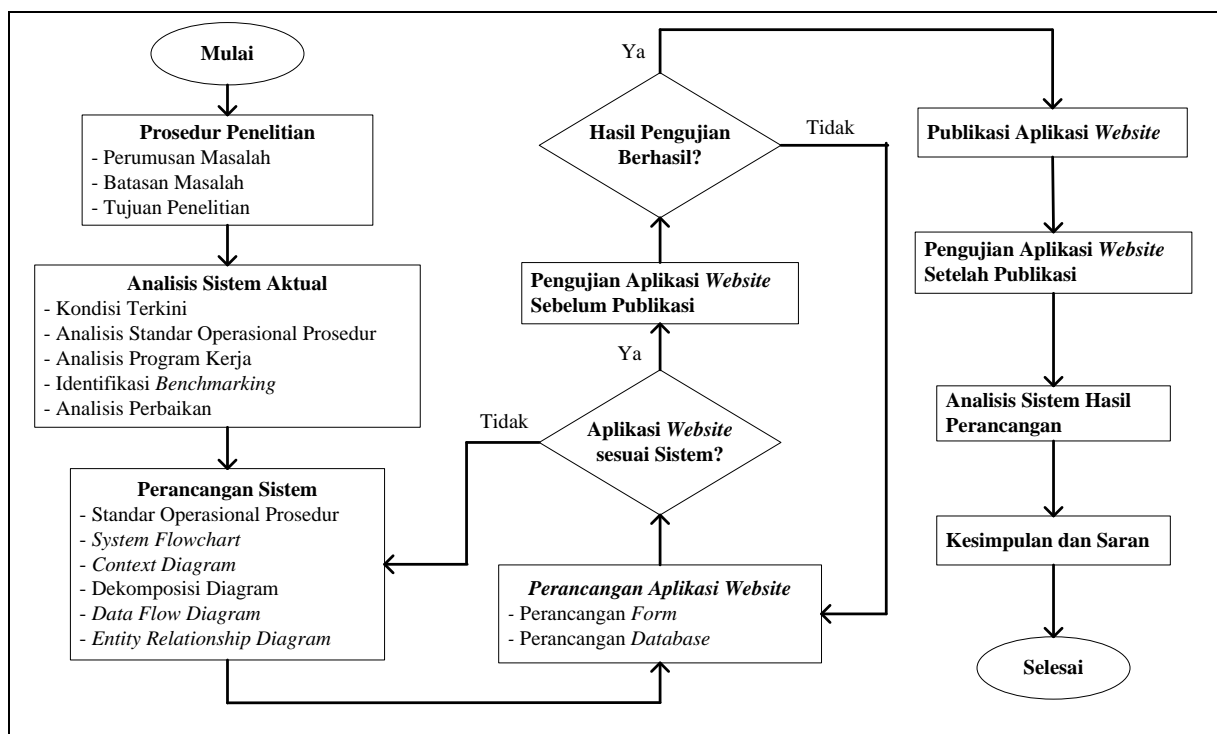 Mulai
Prosedur Penelitian
- Perumusan Masalah
- Batasan Masalah
- Tujuan Penelitian
Analisis Sistem Aktual
- Kondisi Terkini
- Analisis Standar Operasional Prosedur
- Analisis Program Kerja
- Identifikasi Benchmarking
- Analisis Perbaikan
Perancangan Sistem
- Standar Operasional Prosedur
- System Flowchart
- Context Diagram
- Dekomposisi Diagram
- Data Flow Diagram
- Entity Relationship Diagram
Perancangan Aplikasi Website
- Perancangan Form
- Perancangan Database
Aplikasi Website
sesuai Sistem?
Tidak
Ya
Pengujian Aplikasi Website
Sebelum Publikasi
Hasil Pengujian
Berhasil?
Tidak
Ya
Publikasi Aplikasi Website
Pengujian Aplikasi Website
Setelah Publikasi
Analisis Sistem Hasil
Perancangan
Kesimpulan dan Saran
Selesai